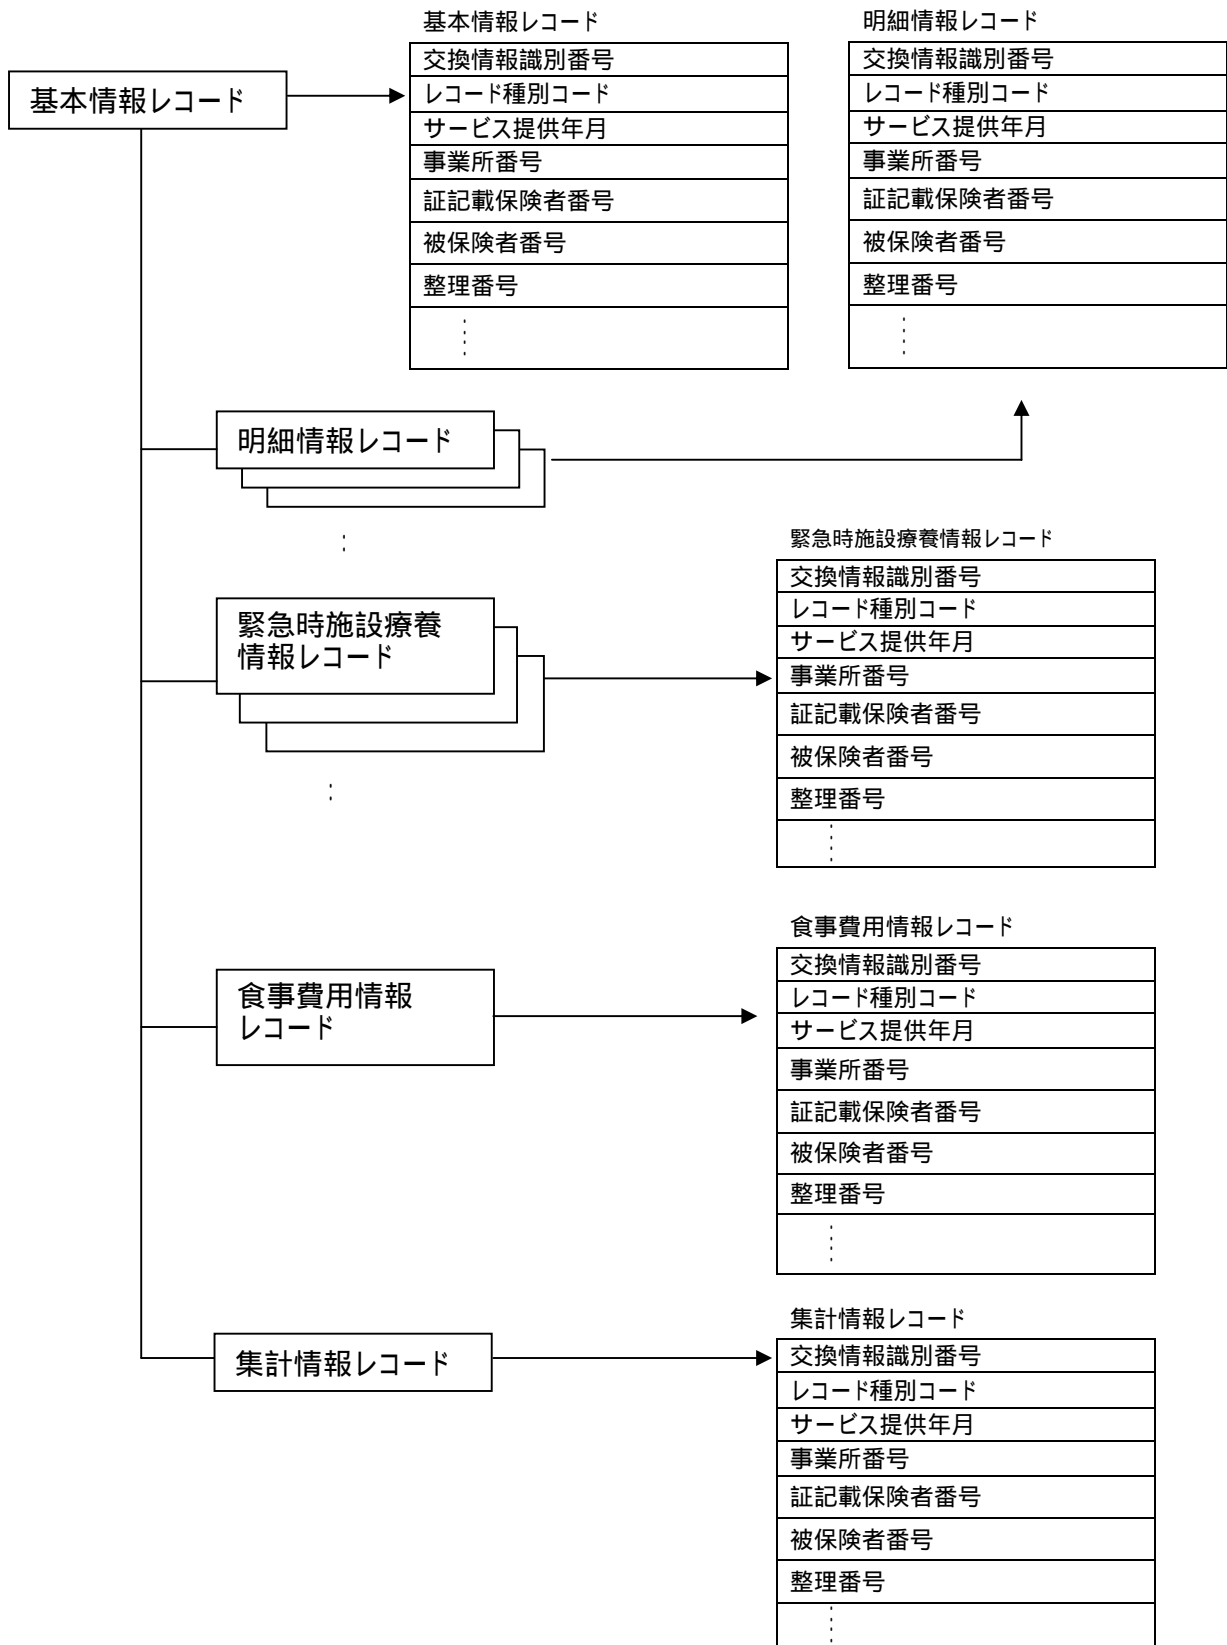 基本情報レコード
基本情報レコード
交換情報識別番号
レコード種別コード
サービス提供年月
事業所番号
証記載保険者番号
被保険者番号
整理番号
明細情報レコード
交換情報識別番号
レコード種別コード
サービス提供年月
事業所番号
証記載保険者番号
被保険者番号
整理番号
明細情報レコード
緊急時施設療養
情報レコード
緊急時施設療養情報レコード
交換情報識別番号
レコード種別コード
サービス提供年月
事業所番号
証記載保険者番号
被保険者番号
整理番号
食事費用情報
レコード
食事費用情報レコード
交換情報識別番号
レコード種別コード
サービス提供年月
事業所番号
証記載保険者番号
被保険者番号
整理番号
集計情報レコード
集計情報レコード
交換情報識別番号
レコード種別コード
サービス提供年月
事業所番号
証記載保険者番号
被保険者番号
整理番号